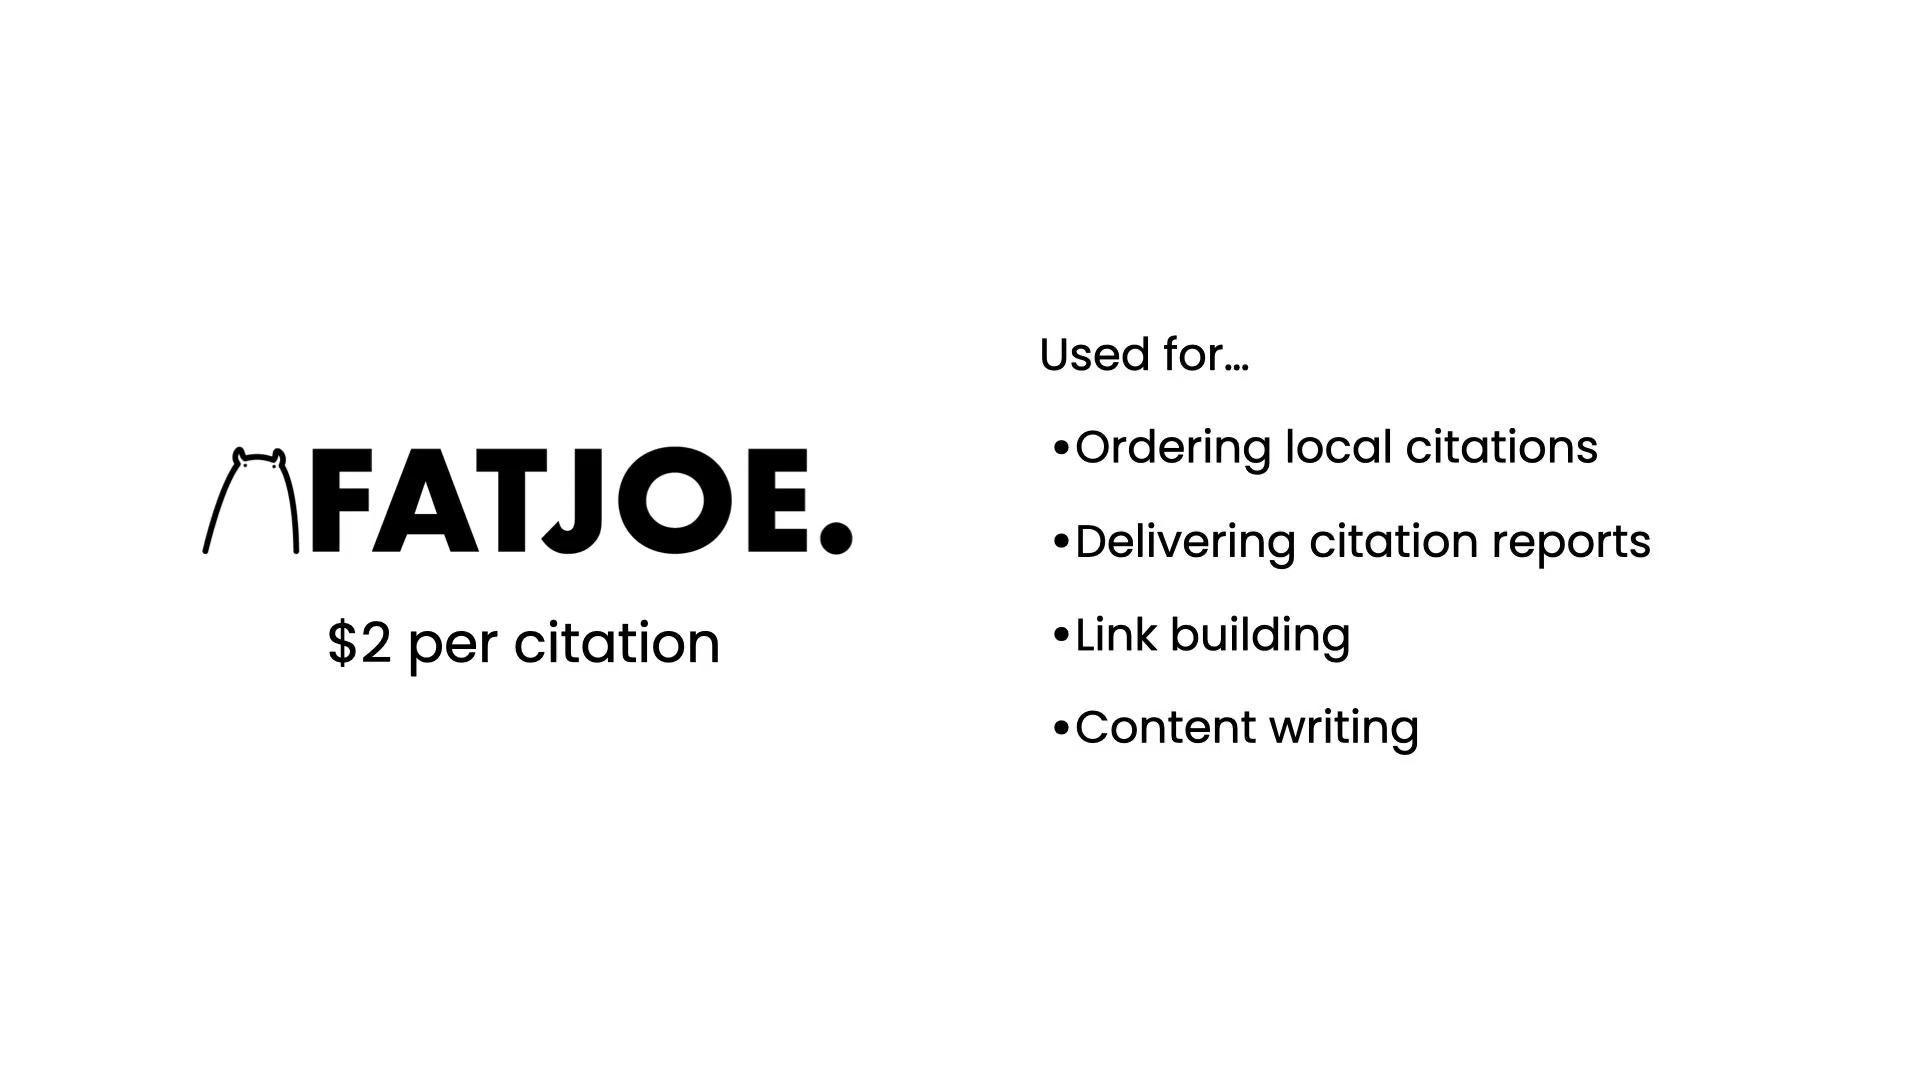 FATJOE.
$2 per citation
Used for...
•Ordering local citations
•Delivering citation reports
•Link building
•Content writing